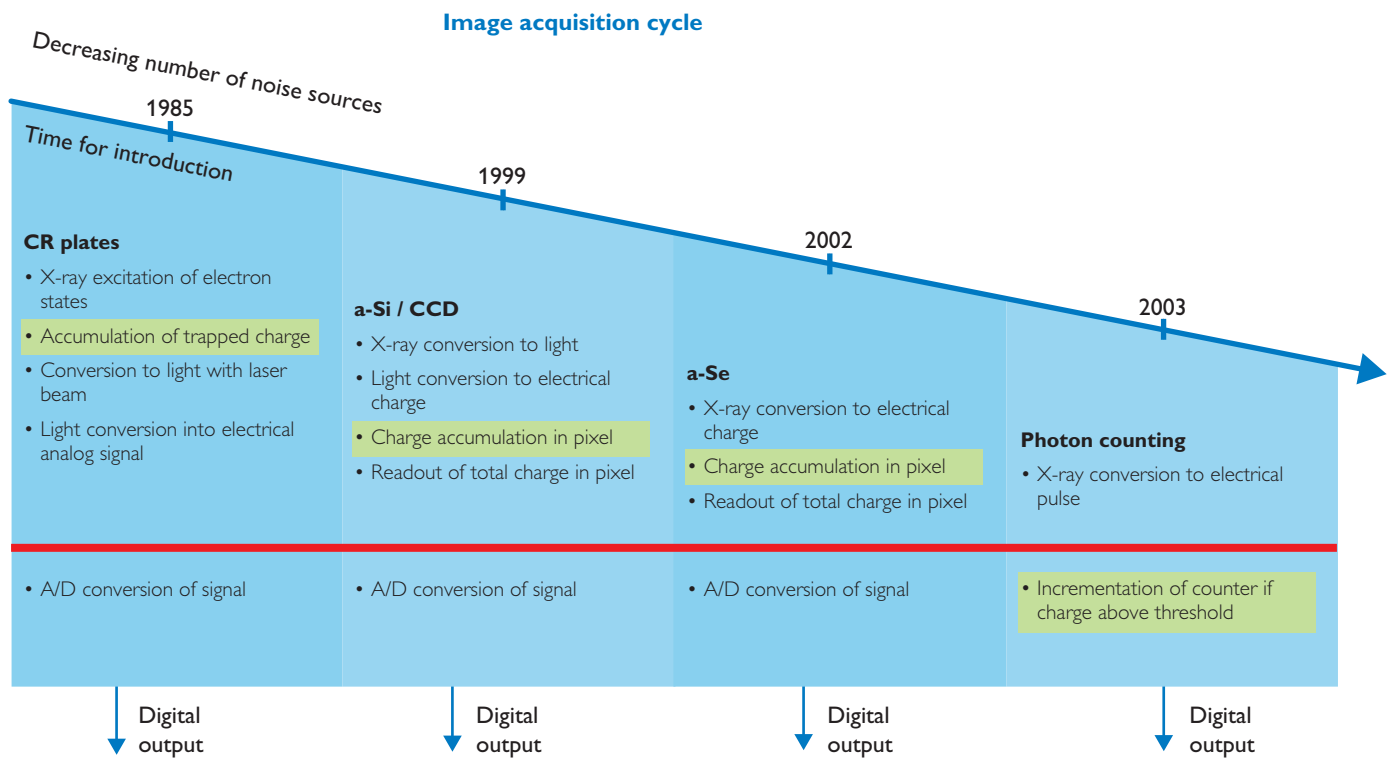 Image acquisition cycle
Decreasing number of noise sources
Time for introduction
1985
1999
2002
2003
CR plates
• X-ray excitation of electron
states
• Accumulation of trapped charge
• Conversion to light with laser
beam
• Light conversion into electrical
analog signal
• A/D conversion of signal
Digital
output
a-Si / CCD
• X-ray conversion to light
• Light conversion to electrical
charge
• Charge accumulation in pixel
• Readout of total charge in pixel
• A/D conversion of signal
Digital
output
a-Se
• X-ray conversion to electrical
charge
• Charge accumulation in pixel
• Readout of total charge in pixel
• A/D conversion of signal
Digital
output
Photon counting
• X-ray conversion to electrical
pulse
• Incrementation of counter if
charge above threshold
Digital
output